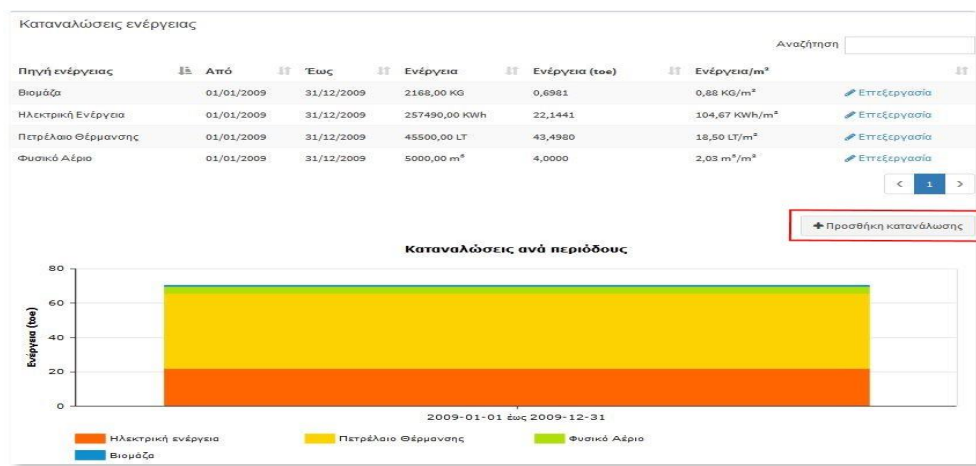 Καταναλώσεις ενέργειας
Αναζήτηση
Πηγή ενέργειας Από Έως Ενέργεια Ενέργεια (toe) Ενέργεια/m²
Βιομάζα 01/01/2009 31/12/2009 2168,00 KG 0,6981 0,88 KG/m² Επεξεργασία
Ηλεκτρική Ενέργεια 01/01/2009 31/12/2009 257490,00 KWh 22,1441 104,67 KWh/m² Επεξεργασία
Πετρέλαιο Θέρμανσης 01/01/2009 31/12/2009 45500,00 LT 43,4980 18,50 LT/m² Επεξεργασία
Φυσικό Αέριο 01/01/2009 31/12/2009 5000,00 m³ 4,0000 2,03 m³/m² Επεξεργασία
< 1 >
+ Προσθήκη κατανάλωσης
Καταναλώσεις ανά περιόδους
80
60
40
20
0
Ενέργεια (toe)
2009-01-01 έως 2009-12-31
Ηλεκτρική ενέργεια Πετρέλαιο Θέρμανσης Φυσικό Αέριο
Βιομάζα